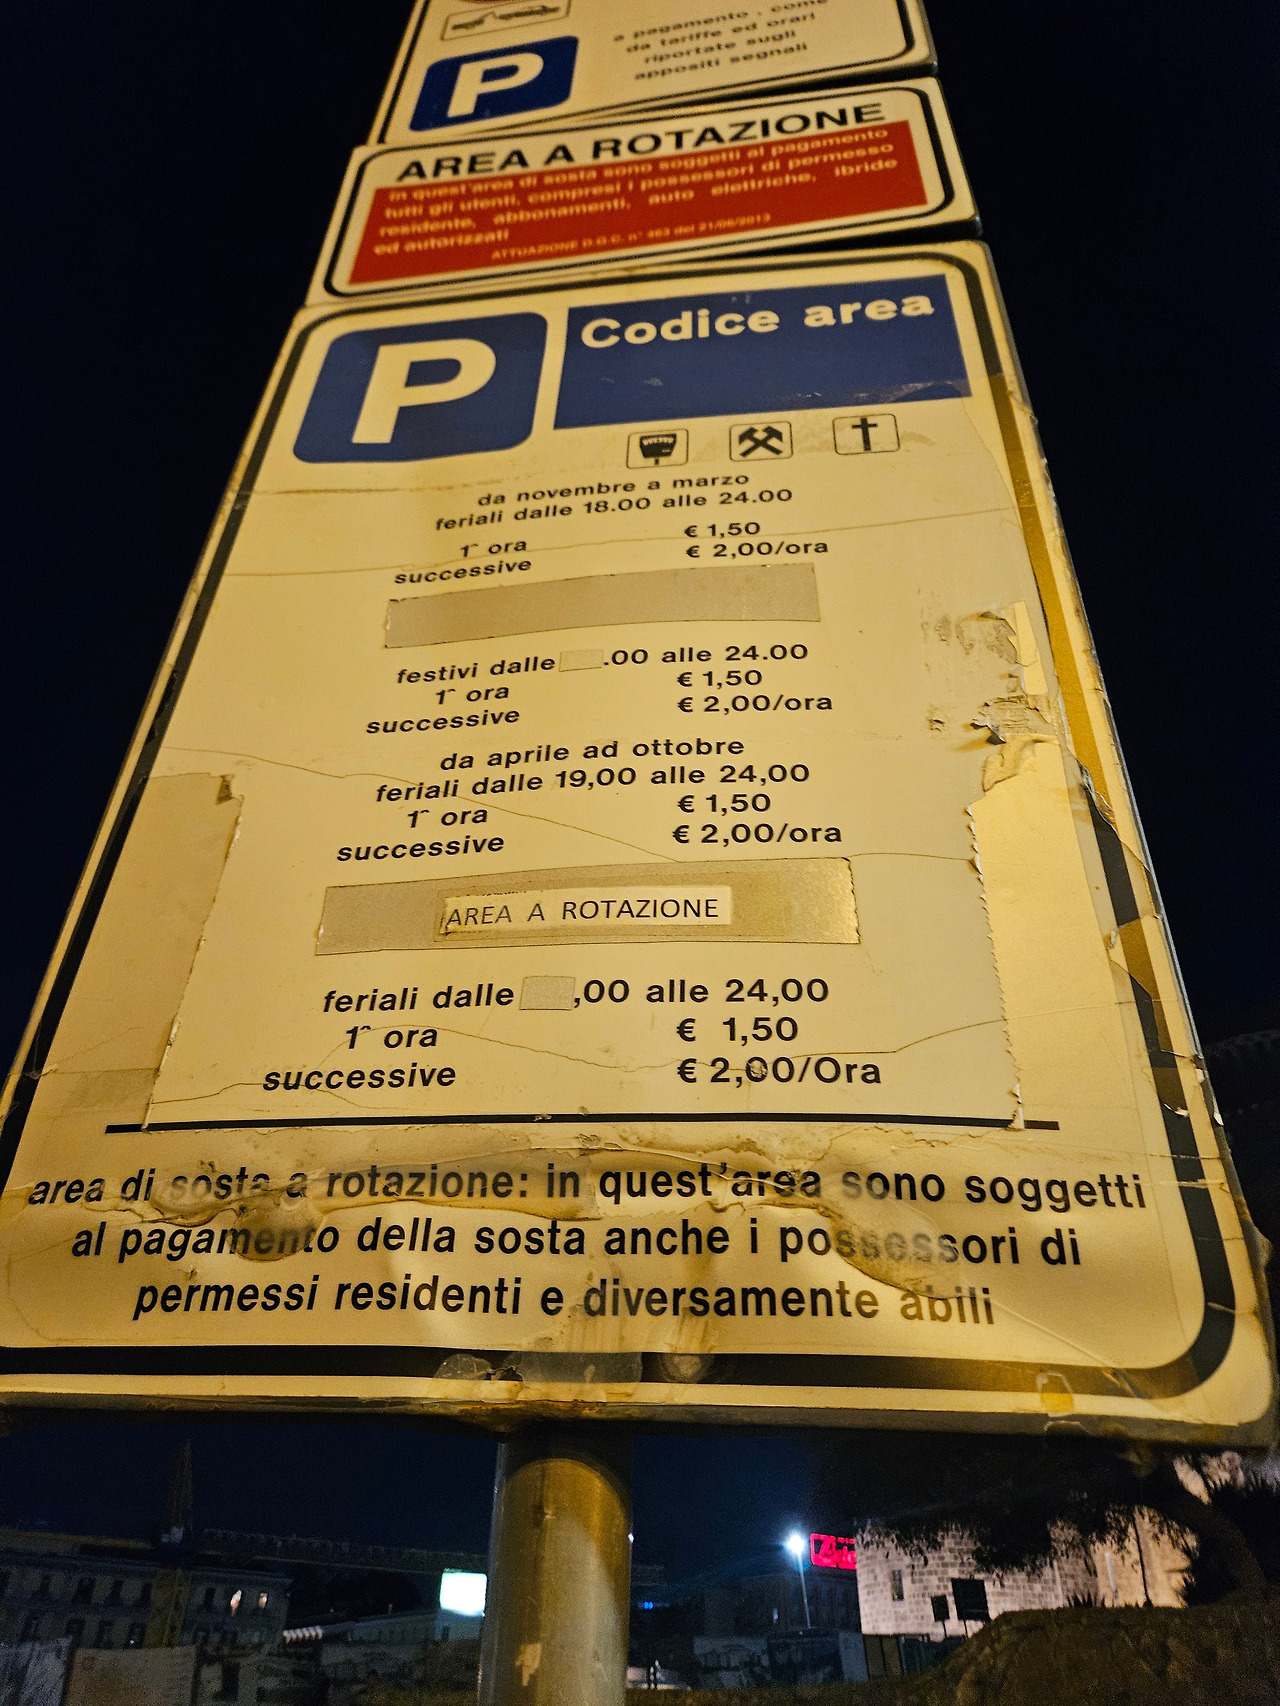 a pagamento, come
da tariffe ed orari
riportate sugli
appositi segnali
P
AREA A ROTAZIONE
In quest'area di sosta sono soggetti al pagamento
tutti gli utenti, compresi i possessori di permesso
residente, abbonamenti, auto elettriche, ibride
ed autorizzati
ATTUAZIONE D.G.C. n° 463 del 21/06/2013
P
Codice area
da novembre a marzo
feriali dalle 18.00 alle 24.00
1^ ora € 1,50
successive € 2,00/ora
festivi dalle .00 alle 24.00
1^ ora € 1,50
successive € 2,00/ora
da aprile ad ottobre
feriali dalle 19,00 alle 24,00
1^ ora € 1,50
successive € 2,00/ora
AREA A ROTAZIONE
feriali dalle ,00 alle 24,00
1^ ora € 1,50
successive € 2,00/Ora
area di sosta a rotazione: in quest'area sono soggetti
al pagamento della sosta anche i possessori di
permessi residenti e diversamente abili